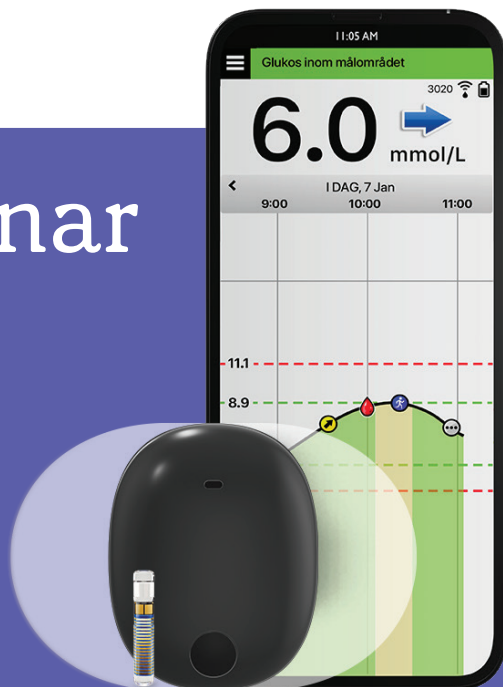 11:05 AM
Glukos inom målområdet
3020
6.0
mmol/L
nar
I DAG, 7 Jan
9:00 10:00 11:00
11.1
8.9